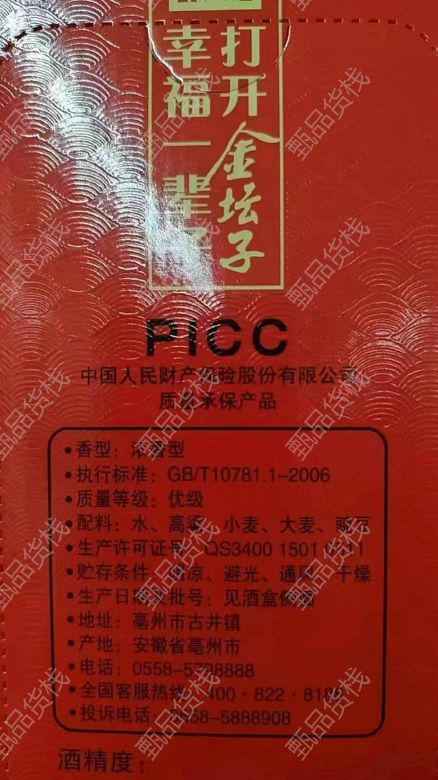 打开金坛子
幸福一辈子
PICC
中国人民财产保险股份有限公司
质量承保产品
•香型：浓香型
•执行标准：GB/T10781.1-2006
•质量等级：优级
•配料：水、高粱、小麦、大麦、豌豆
•生产许可证号：QS3400 1501
•贮存条件：阴凉、避光、通风、干燥
•生产日期及批号：见酒盒侧面
•地址：亳州市古井镇
•产地：安徽省亳州市
•电话：0558-
•全国客服热线：400·822·
•投诉电话：0558-5888908
酒精度：
甄品货栈